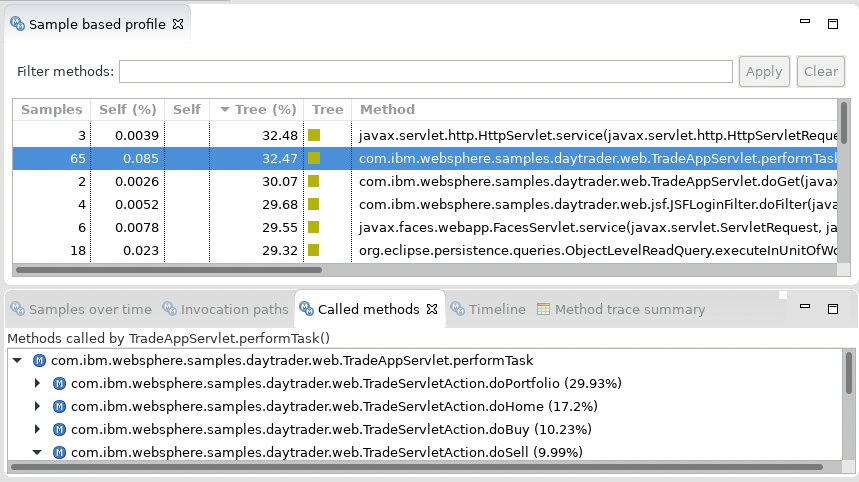 Sample based profile
Filter methods: Apply Clear
Samples Self (%) Self Tree (%) Tree Method
3 0.0039 32.48 javax.servlet.http.HttpServlet.service(javax.servlet.http.HttpServletReque
65 0.085 32.47 com.ibm.websphere.samples.daytrader.web.TradeAppServlet.performTask
2 0.0026 30.07 com.ibm.websphere.samples.daytrader.web.TradeAppServlet.doGet(javax
4 0.0052 29.68 com.ibm.websphere.samples.daytrader.web.jsf.JSFLoginFilter.doFilter(java
6 0.0078 29.55 javax.faces.webapp.FacesServlet.service(javax.servlet.ServletRequest, ja
18 0.023 29.32 org.eclipse.persistence.queries.ObjectLevelReadQuery.executeInUnitOfWo
Samples over time Invocation paths Called methods Timeline Method trace summary
Methods called by TradeAppServlet.performTask()
com.ibm.websphere.samples.daytrader.web.TradeAppServlet.performTask
com.ibm.websphere.samples.daytrader.web.TradeServletAction.doPortfolio (29.93%)
com.ibm.websphere.samples.daytrader.web.TradeServletAction.doHome (17.2%)
com.ibm.websphere.samples.daytrader.web.TradeServletAction.doBuy (10.23%)
com.ibm.websphere.samples.daytrader.web.TradeServletAction.doSell (9.99%)